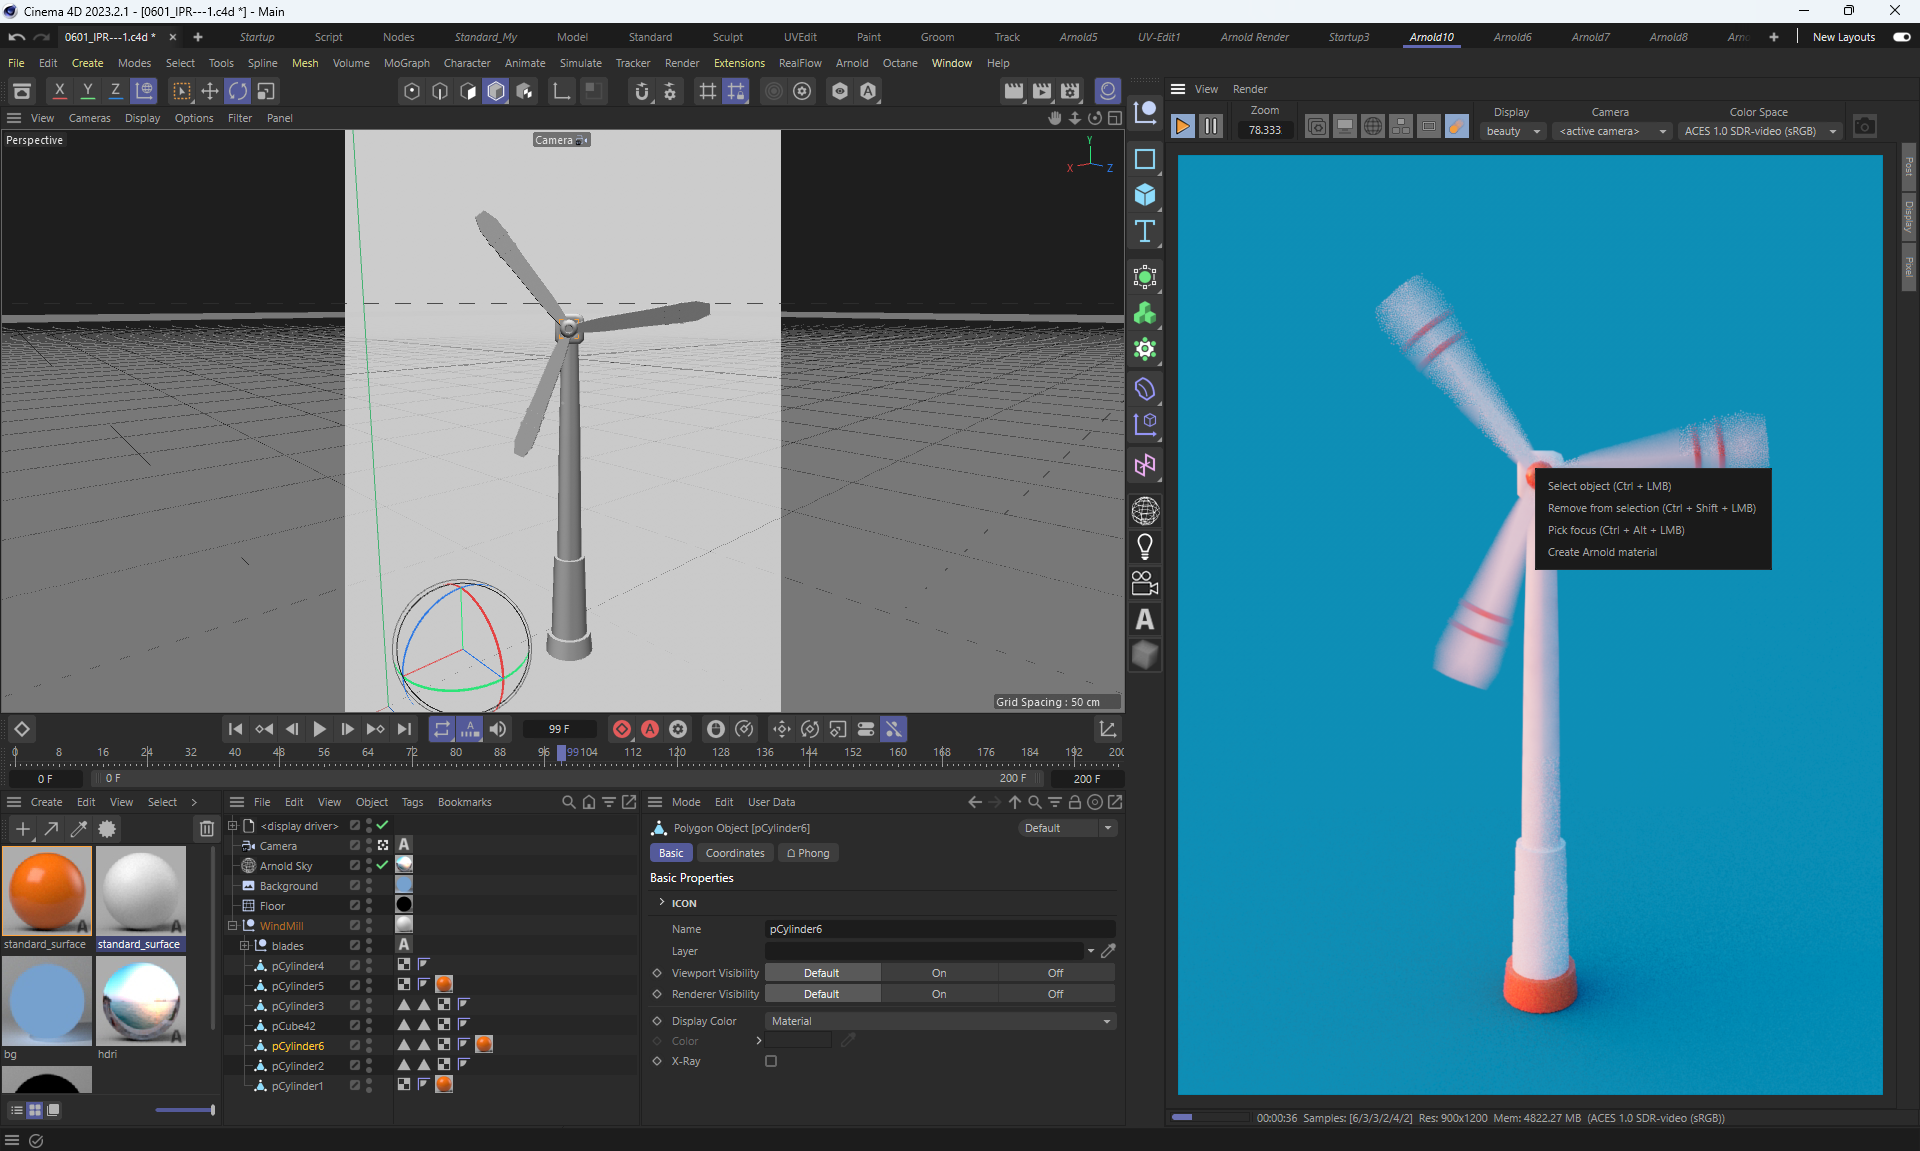 Cinema 4D 2023.2.1 - [0601_IPR---1.c4d *] - Main
0601_IPR---1.c4d *
Startup
Script
Nodes
Standard_My
Model
Standard
Sculpt
UVEdit
Paint
Groom
Track
Arnold5
UV-Edit1
Arnold Render
Startup3
Arnold10
Arnold6
Arnold7
Arnold8
New Layouts
File Edit Create Modes Select Tools Spline Mesh Volume MoGraph Character Animate Simulate Tracker Render Extensions RealFlow Arnold Octane Window Help
X Y Z
View Cameras Display Options Filter Panel
Perspective
Camera
Y
X Z
Grid Spacing : 50 cm
View Render
Zoom
78.333
Display
beauty
Camera
<active camera>
Color Space
ACES 1.0 SDR-video (sRGB)
Post
Display
Pixel
Select object (Ctrl + LMB)
Remove from selection (Ctrl + Shift + LMB)
Pick focus (Ctrl + Alt + LMB)
Create Arnold material
00:00:36 Samples: [6/3/3/2/4/2] Res: 900x1200 Mem: 4822.27 MB (ACES 1.0 SDR-video (sRGB))
99 F
0 8 16 24 32 40 48 56 64 72 80 88 96 99 104 112 120 128 136 144 152 160 168 176 184 192 200
0 F
0 F
200 F
200 F
Create Edit View Select
standard_surface
standard_surface
bg
hdri
File Edit View Object Tags Bookmarks
<display driver>
Camera
Arnold Sky
Background
Floor
WindMill
blades
pCylinder4
pCylinder5
pCylinder3
pCube42
pCylinder6
pCylinder2
pCylinder1
Mode Edit User Data
Polygon Object [pCylinder6]
Default
Basic
Coordinates
Phong
Basic Properties
ICON
Name
pCylinder6
Layer
Viewport Visibility
Default
On
Off
Renderer Visibility
Default
On
Off
Display Color
Material
Color
X-Ray